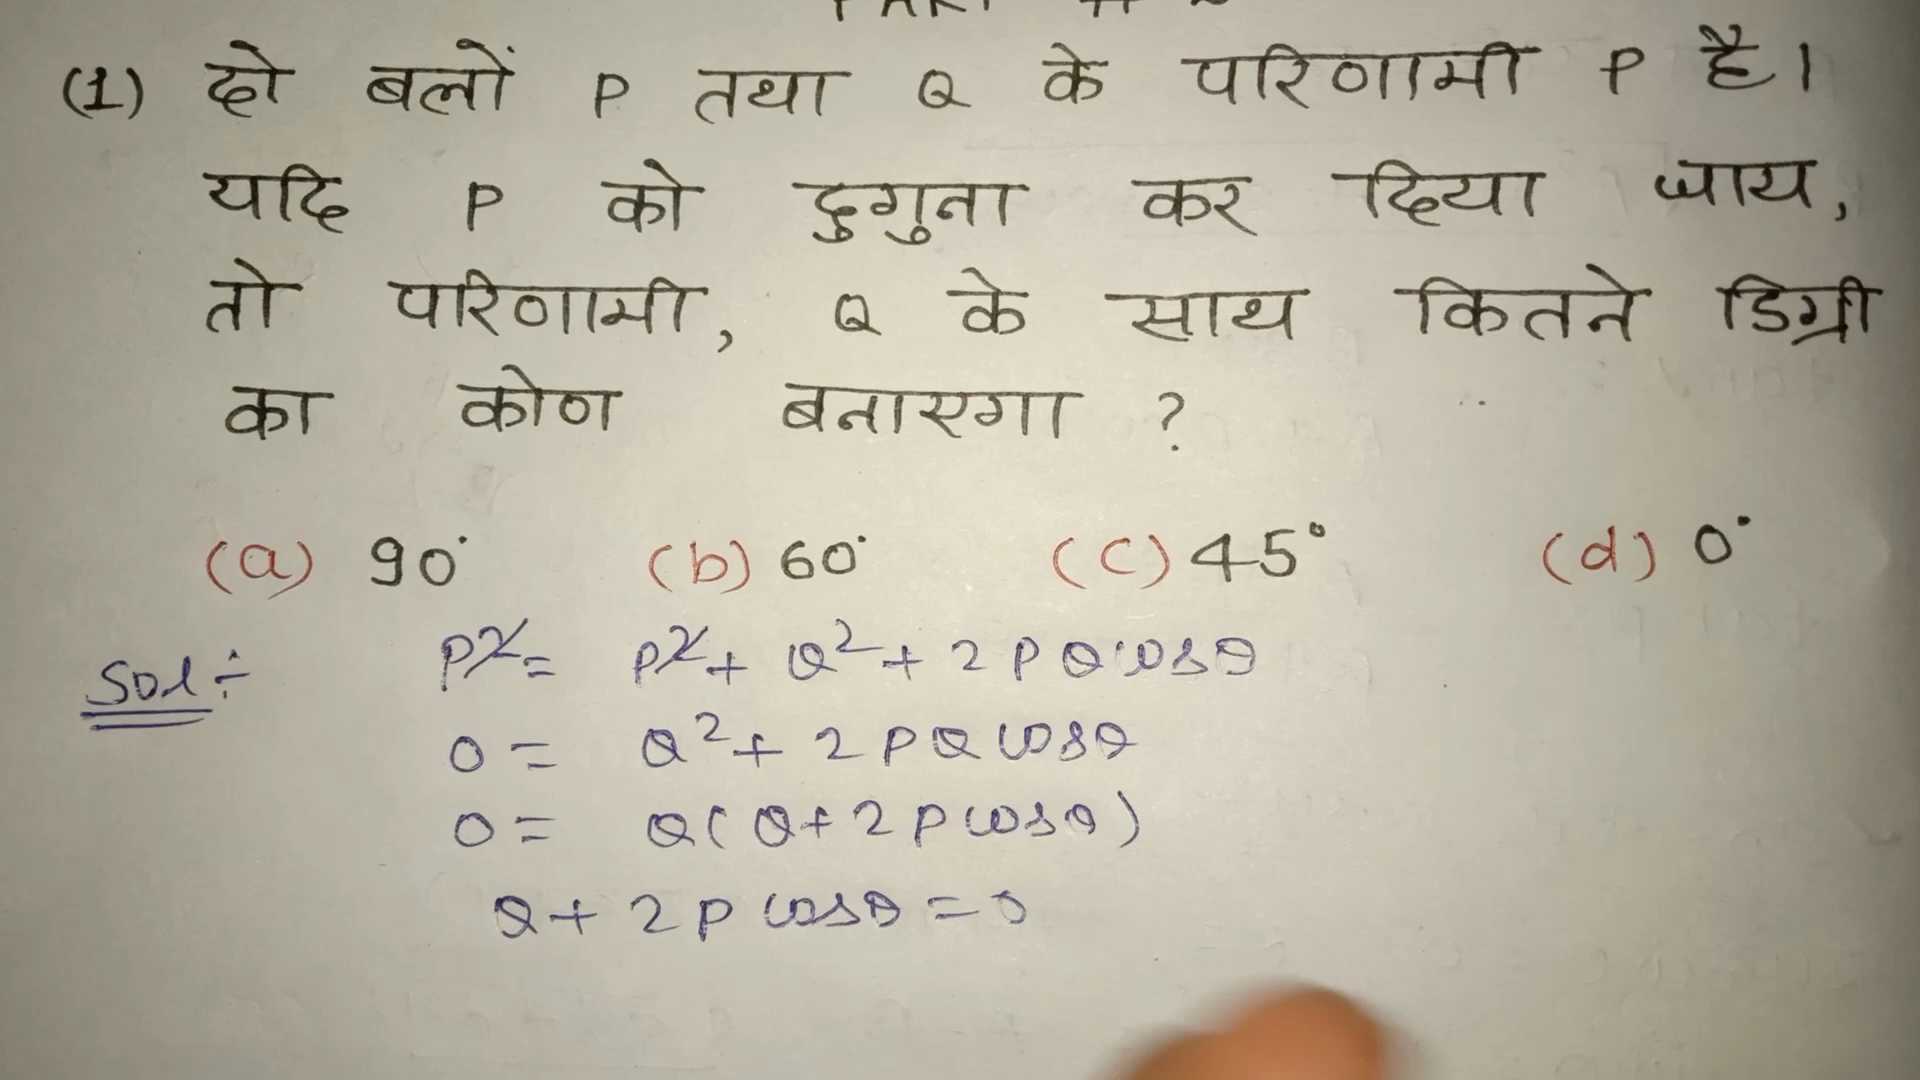 (1) दो बलों P तथा Q के परिणामी P है।
यदि P को दुगुना कर दिया जाय,
तो परिणामी, Q के साथ कितने डिग्री
का कोण बनाएगा ?
(a) 90° (b) 60° (c) 45° (d) 0°
Sol÷ P² = P² + Q² + 2PQcosθ
0 = Q² + 2PQcosθ
0 = Q(Q+2Pcosθ)
Q + 2Pcosθ = 0